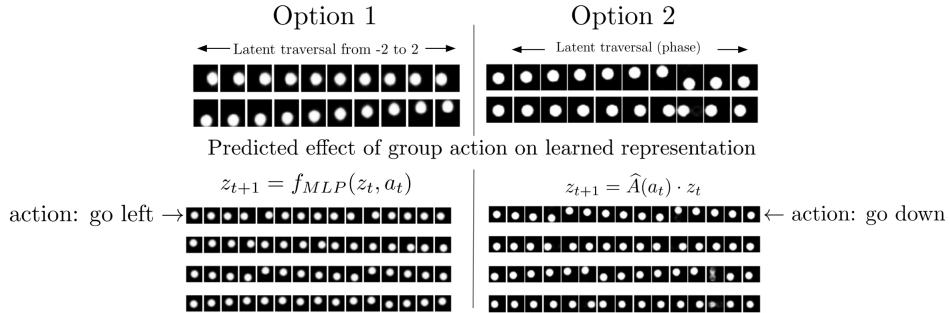 Option 1
Option 2
Latent traversal from -2 to 2
Latent traversal (phase)
Predicted effect of group action on learned representation
z_{t+1} = f_{MLP}(z_t, a_t)
z_{t+1} = \widehat{A}(a_t) · z_t
action: go left →
← action: go down